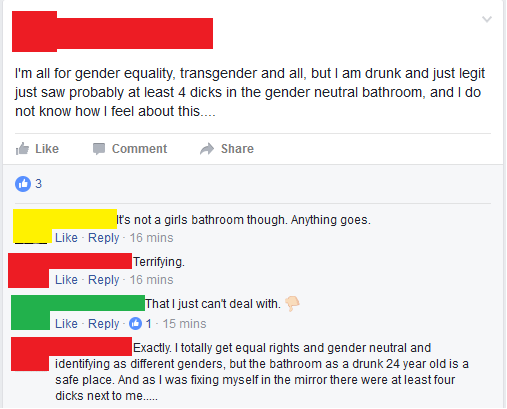 I'm all for gender equality, transgender and all, but I am drunk and just legit
just saw probably at least 4 dicks in the gender neutral bathroom, and I do
not know how I feel about this....
Like Comment Share
3
It's not a girls bathroom though. Anything goes.
Like · Reply · 16 mins
Terrifying.
Like · Reply · 16 mins
That I just can't deal with. 👎🏻
Like · Reply · 1 · 15 mins
Exactly. I totally get equal rights and gender neutral and
identifying as different genders, but the bathroom as a drunk 24 year old is a
safe place. And as I was fixing myself in the mirror there were at least four
dicks next to me.....